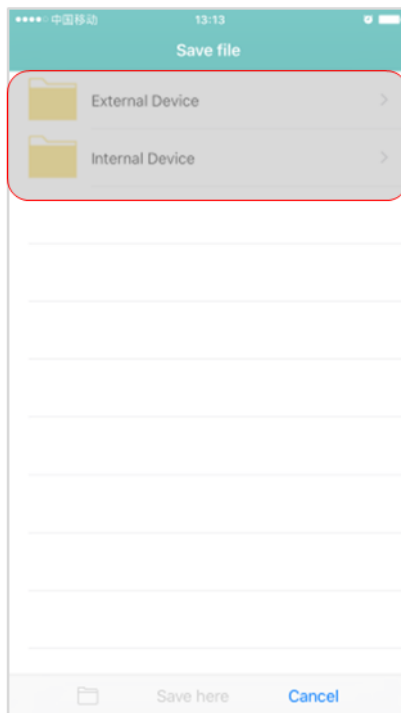 中国移动 13:13
Save file
External Device
Internal Device
Save here Cancel